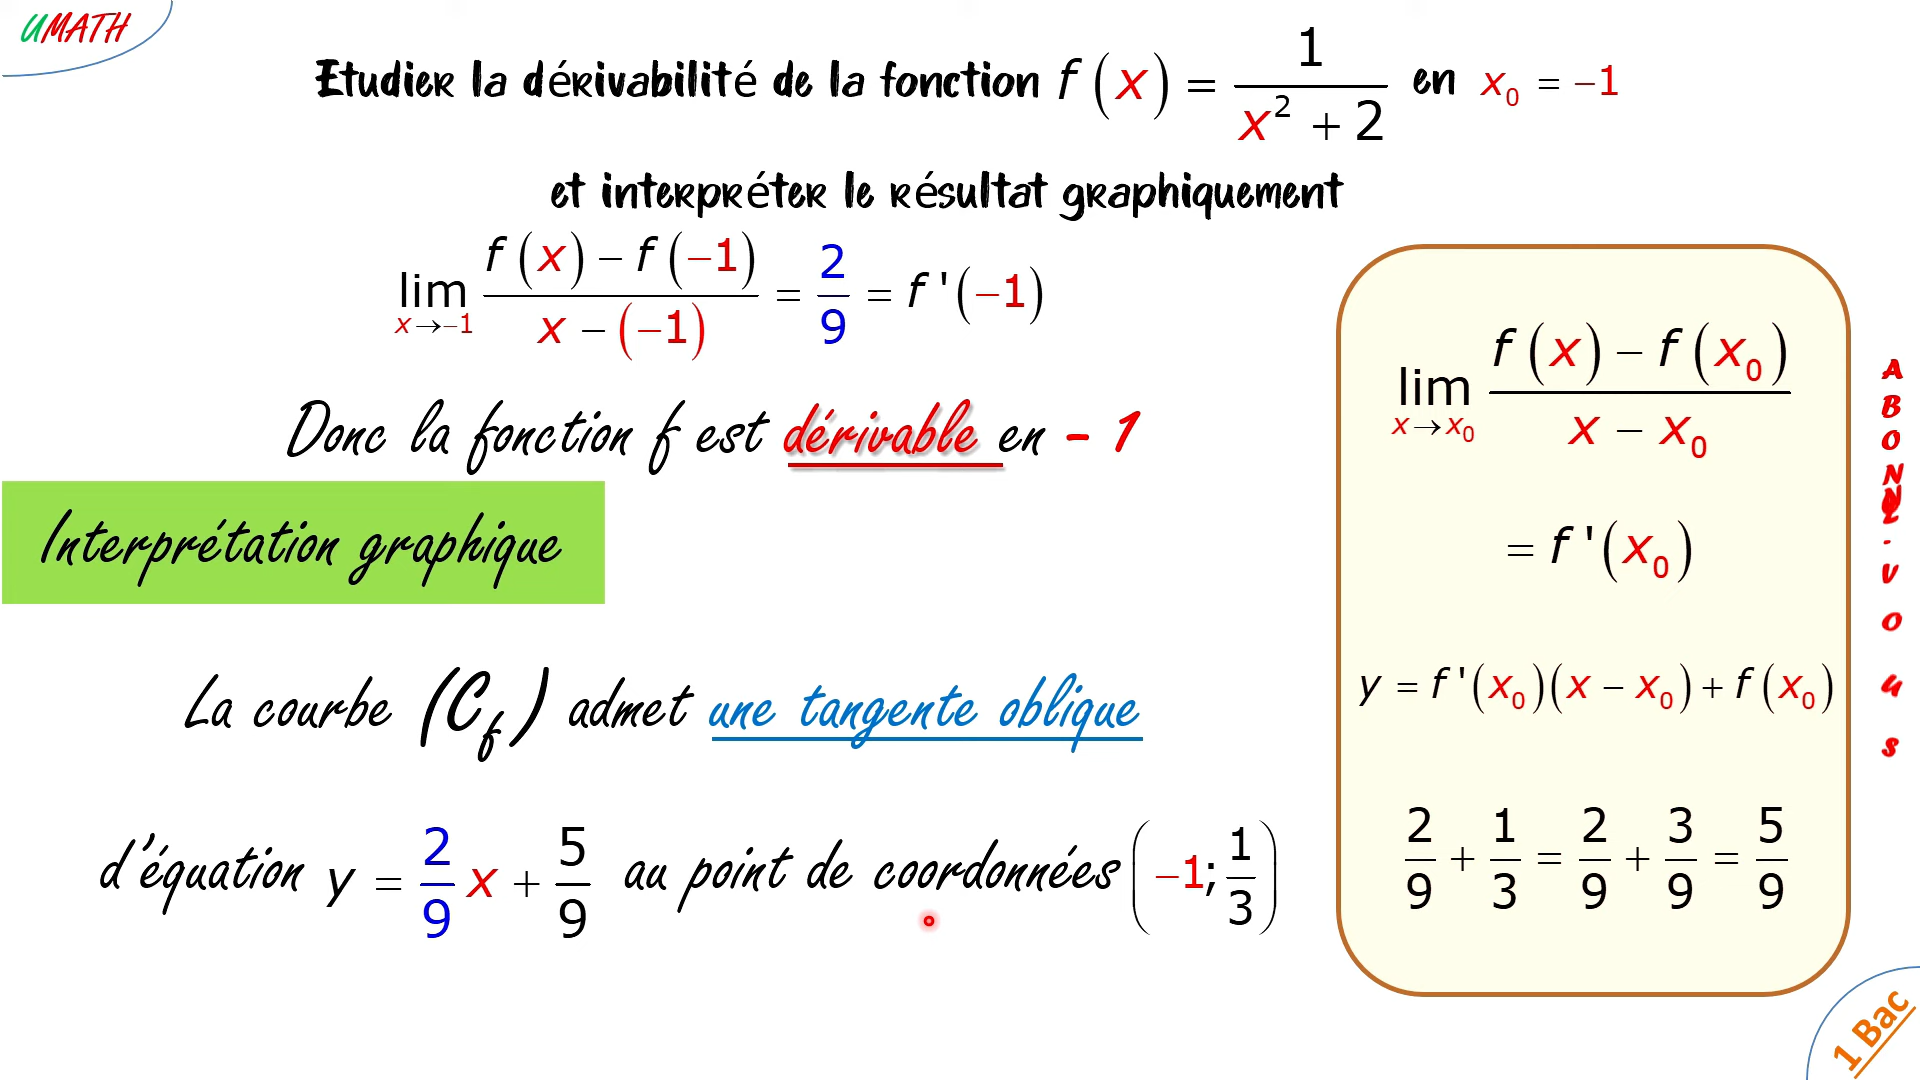 UMATH
Etudier la dérivabilité de la fonction f(x) = 1/(x² + 2) en x₀ = −1
et interpréter le résultat graphiquement
lim x→−1 (f(x) − f(−1))/(x − (−1)) = 2/9 = f'(−1)
Donc la fonction f est dérivable en - 1
Interprétation graphique
La courbe (Cf) admet une tangente oblique
d'équation y = 2/9 x + 5/9 au point de coordonnées (−1; 1/3)
lim x→x₀ (f(x) − f(x₀))/(x − x₀)
= f'(x₀)
y = f'(x₀)(x − x₀) + f(x₀)
2/9 + 1/3 = 2/9 + 3/9 = 5/9
1 Bac